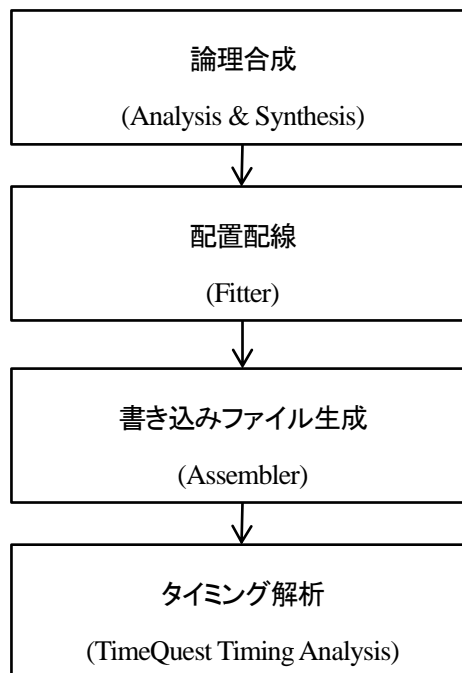 論理合成
(Analysis & Synthesis)
配置配線
(Fitter)
書き込みファイル生成
(Assembler)
タイミング解析
(TimeQuest Timing Analysis)